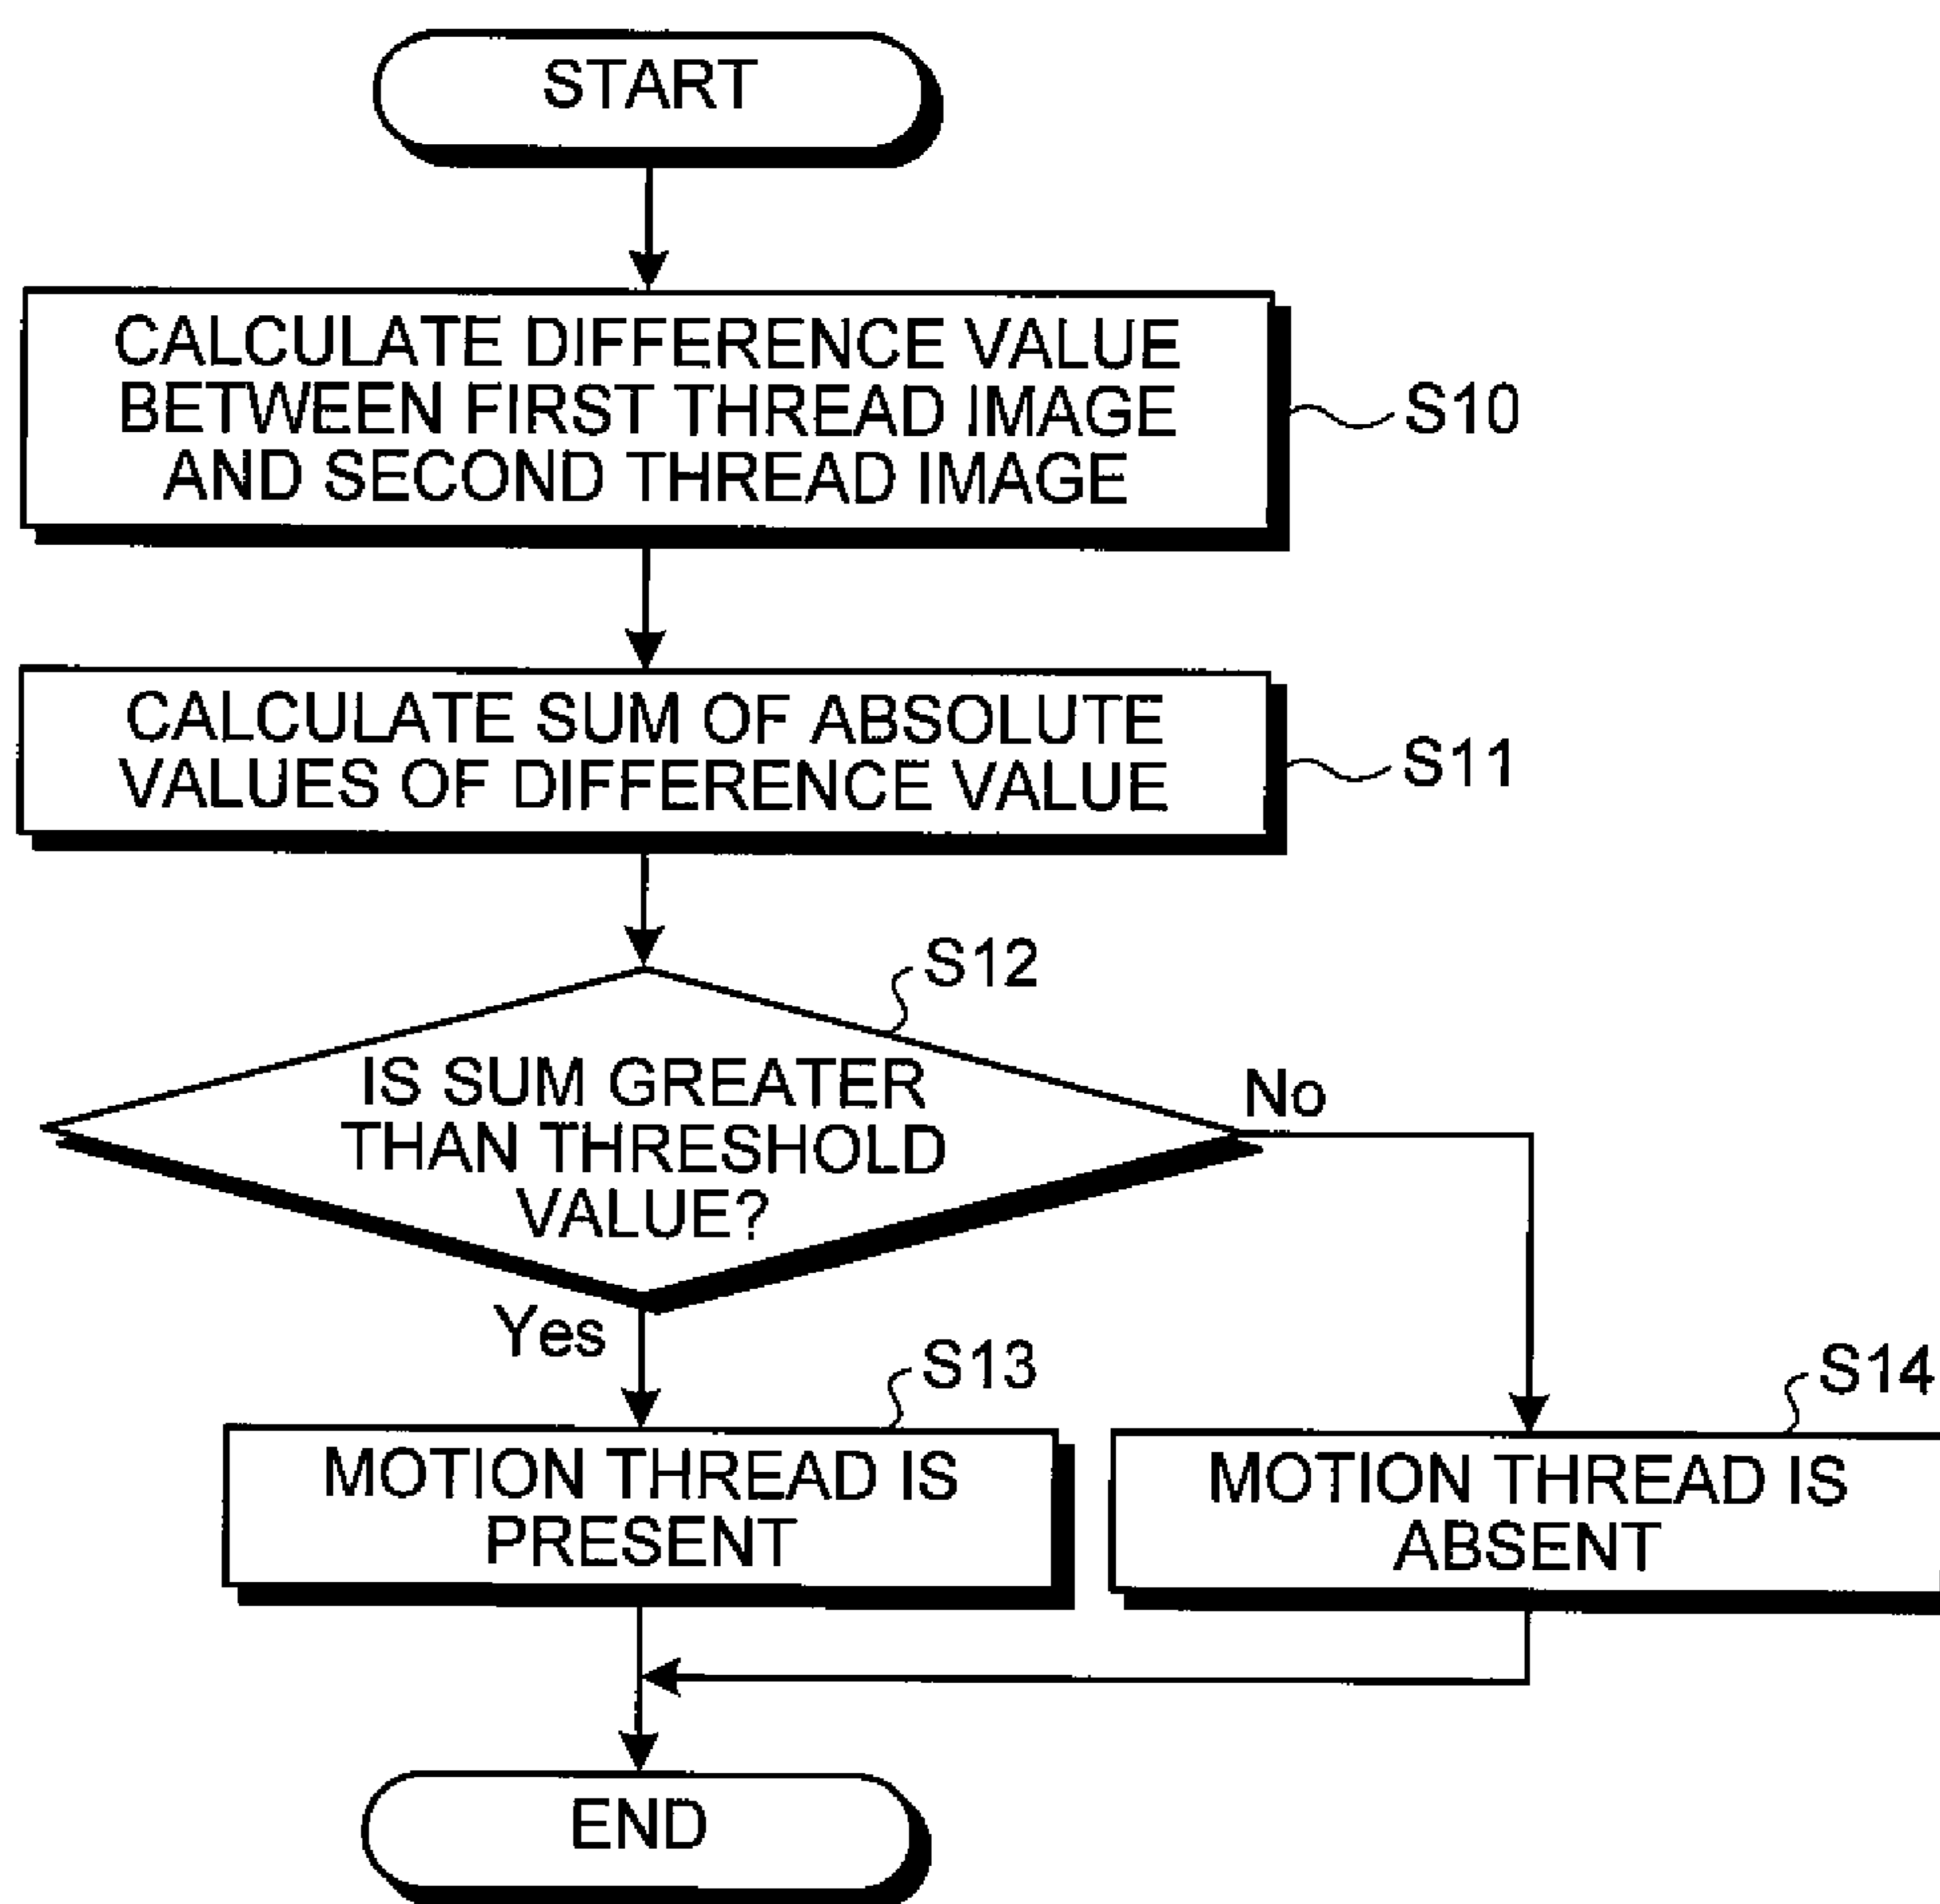 START
CALCULATE DIFFERENCE VALUE
BETWEEN FIRST THREAD IMAGE
AND SECOND THREAD IMAGE
S10
CALCULATE SUM OF ABSOLUTE
VALUES OF DIFFERENCE VALUE
S11
S12
IS SUM GREATER
THAN THRESHOLD
VALUE?
No
Yes
S13
MOTION THREAD IS
PRESENT
S14
MOTION THREAD IS
ABSENT
END